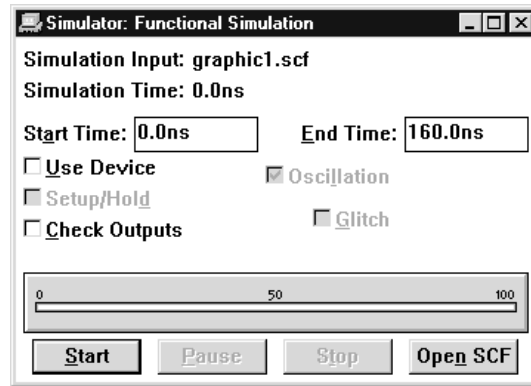 Simulator: Functional Simulation
Simulation Input: graphic1.scf
Simulation Time: 0.0ns
Start Time: 0.0ns End Time: 160.0ns
Use Device
Oscillation
Setup/Hold
Glitch
Check Outputs
0 50 100
Start Pause Stop Open SCF